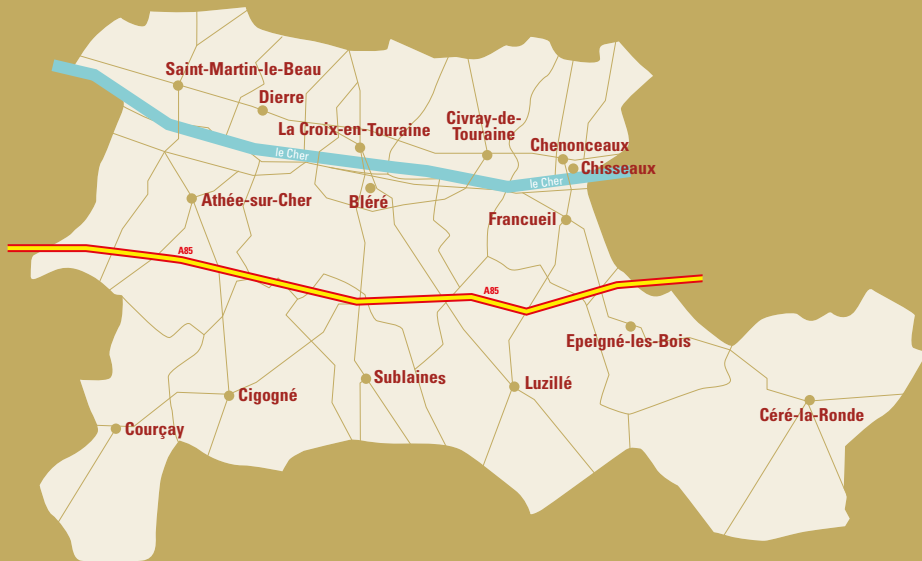 Saint-Martin-le-Beau
Dierre
La Croix-en-Touraine
Civray-de-
Touraine
Chenonceaux
Chisseaux
le Cher
le Cher
Athée-sur-Cher
Bléré
Francueil
A85
A85
Epeigné-les-Bois
Sublaines
Luzillé
Cigogné
Céré-la-Ronde
Courçay